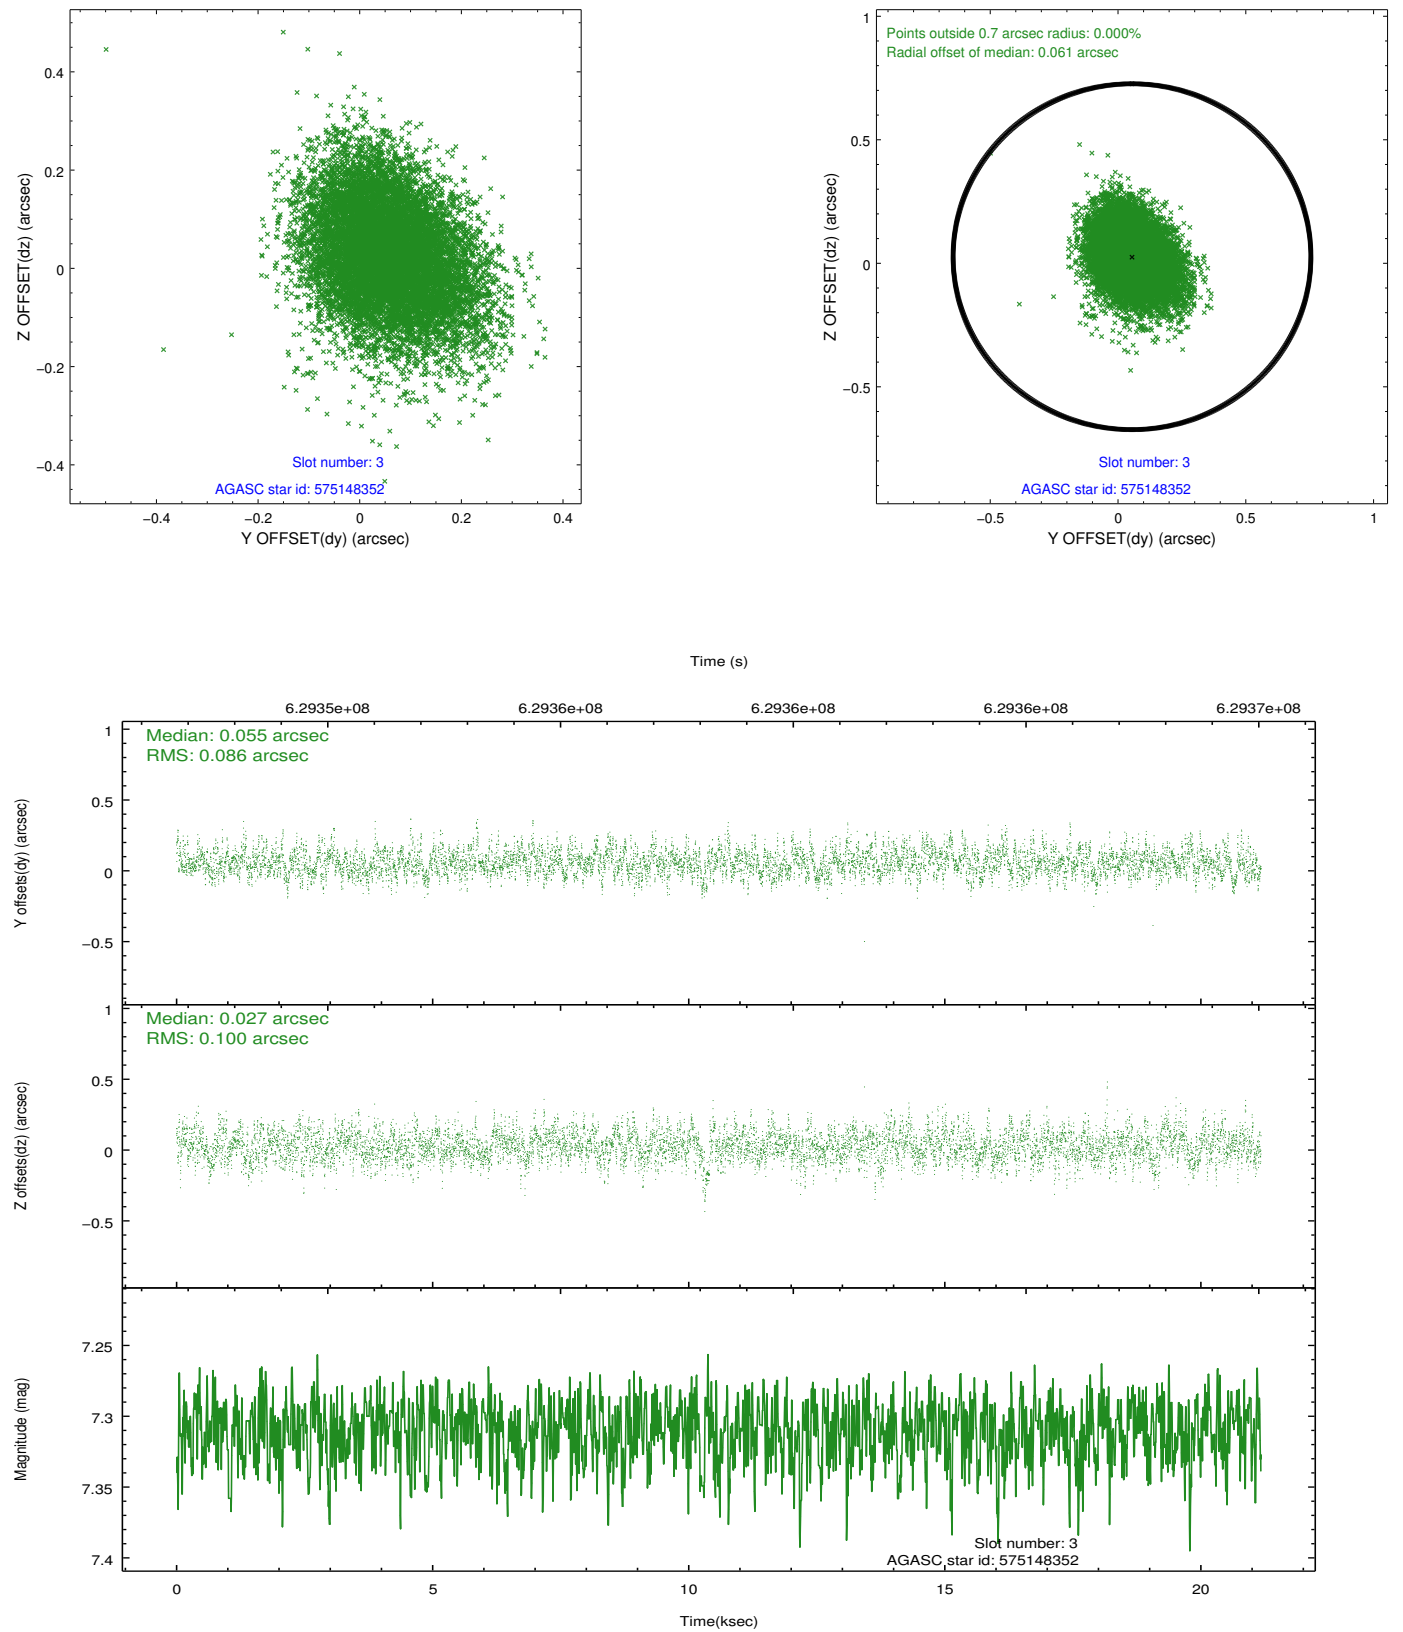 0.4
0.2
0
−0.2
−0.4
−0.4
−0.2
0
0.2
0.4
Z OFFSET(dz) (arcsec)
Y OFFSET(dy) (arcsec)
Slot number: 3
AGASC star id: 575148352
Points outside 0.7 arcsec radius: 0.000%
Radial offset of median: 0.061 arcsec
1
0.5
0
−0.5
−0.5
0
0.5
1
Z OFFSET(dz) (arcsec)
Y OFFSET(dy) (arcsec)
Slot number: 3
AGASC star id: 575148352
Time (s)
6.2935e+08
6.2936e+08
6.2936e+08
6.2936e+08
6.2937e+08
Median: 0.055 arcsec
RMS: 0.086 arcsec
1
0.5
0
−0.5
Y offsets(dy) (arcsec)
Median: 0.027 arcsec
RMS: 0.100 arcsec
1
0.5
0
−0.5
Z offsets(dz) (arcsec)
7.25
7.3
7.35
7.4
Magnitude (mag)
Slot number: 3
AGASC star id: 575148352
0
5
10
15
20
Time(ksec)